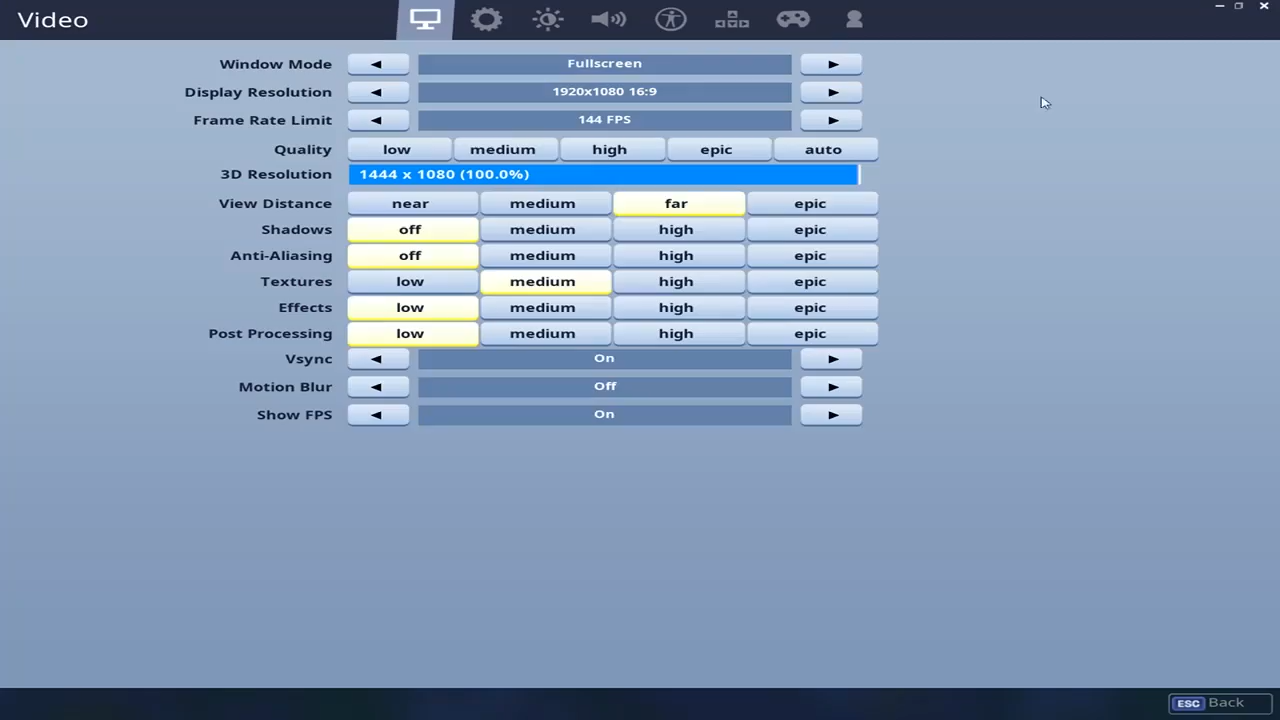 Video
Window Mode Fullscreen
Display Resolution 1920x1080 16:9
Frame Rate Limit 144 FPS
Quality low medium high epic auto
3D Resolution 1444 x 1080 (100.0%)
View Distance near medium far epic
Shadows off medium high epic
Anti-Aliasing off medium high epic
Textures low medium high epic
Effects low medium high epic
Post Processing low medium high epic
Vsync On
Motion Blur Off
Show FPS On
ESC Back